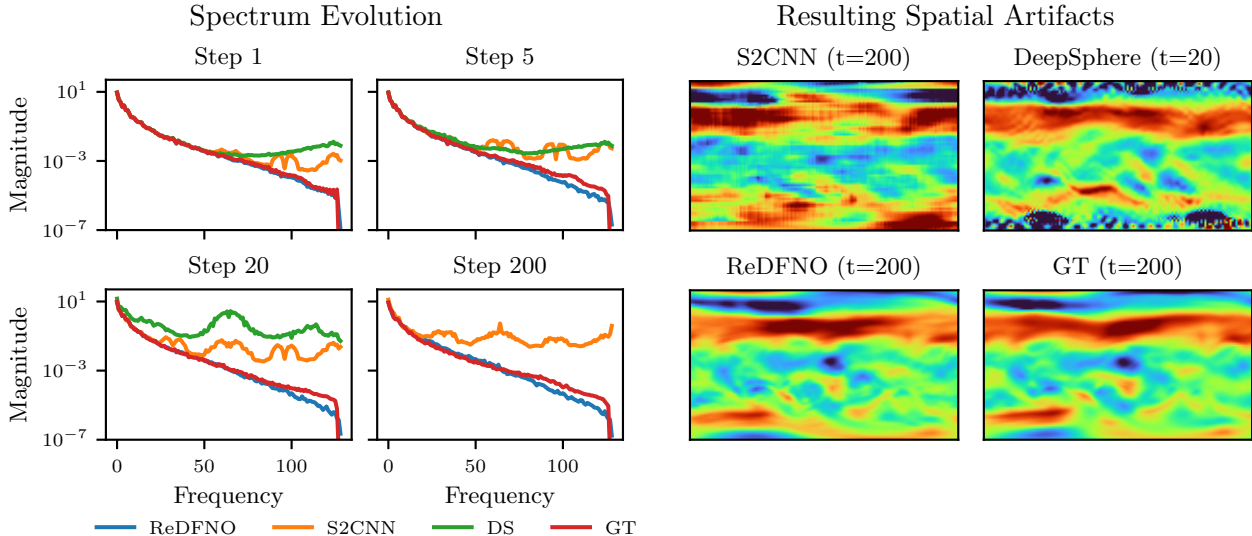 Spectrum Evolution
Resulting Spatial Artifacts
Step 1
Step 5
S2CNN (t=200)
DeepSphere (t=20)
Magnitude
10^1
10^-3
10^-7
Step 20
Step 200
ReDFNO (t=200)
GT (t=200)
Magnitude
10^1
10^-3
10^-7
0 50 100
0 50 100
Frequency
Frequency
ReDFNO S2CNN DS GT